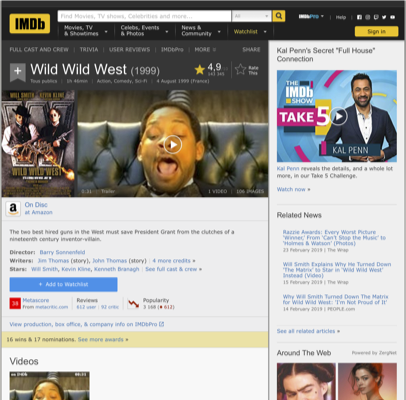 IMDb
Find Movies, TV shows, Celebrities and more...
All
IMDbPro
Help
Movies, TV & Showtimes
Celebs, Events & Photos
News & Community
Watchlist
Sign in
FULL CAST AND CREW | TRIVIA | USER REVIEWS | IMDbPro | MORE
SHARE
Wild Wild West (1999)
4,9
Rate This
1h 46min | Action, Comedy, Sci-Fi | 4 August 1999 (France)
WILL SMITH KEVIN KLINE
WILD WILD WEST
0:31 | Trailer
1 VIDEO | 106 IMAGES
On Disc
at Amazon
The two best hired guns in the West must save President Grant from the clutches of a
nineteenth century inventor-villain.
Director: Barry Sonnenfeld
Writers: Jim Thomas (story), John Thomas (story) | 4 more credits »
Stars: Will Smith, Kevin Kline, Kenneth Branagh | See full cast & crew »
+ Add to Watchlist
38
Metascore
From metacritic.com
Reviews
612 user | 92 critic
Popularity
View production, box office, & company info on IMDbPro
16 wins & 17 nominations. See more awards »
Videos
Kal Penn's Secret "Full House"
Connection
THE IMDb SHOW
TAKE 5
KAL PENN
Kal Penn reveals the details, and a whole lot
more, in our Take 5 Challenge.
Watch now »
Related News
Razzie Awards: Every Worst Picture
'Winner,' From 'Can't Stop the Music' to
'Holmes & Watson' (Photos)
23 February 2019 | The Wrap
Will Smith Explains Why He Turned Down
'The Matrix' to Star in 'Wild Wild West'
Instead (Video)
15 February 2019 | The Wrap
Why Will Smith Turned Down The Matrix
for Wild Wild West: 'I'm Not Proud of It'
14 February 2019 | PEOPLE.com
See all related articles »
Around The Web
Powered by ZergNet